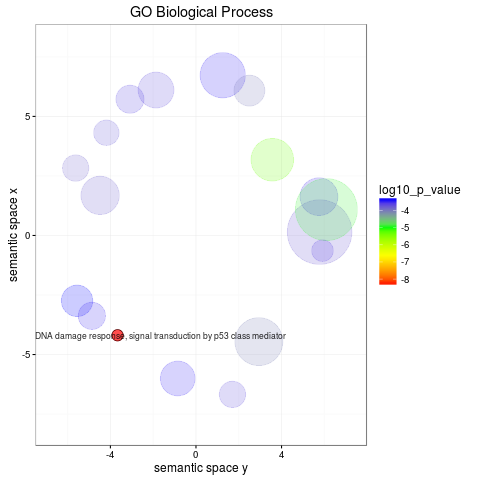 GO Biological Process
semantic space x
5
0
-5
DNA damage response, signal transduction by p53 class mediator
-4
0
4
semantic space y
log10_p_value
-4
-5
-6
-7
-8